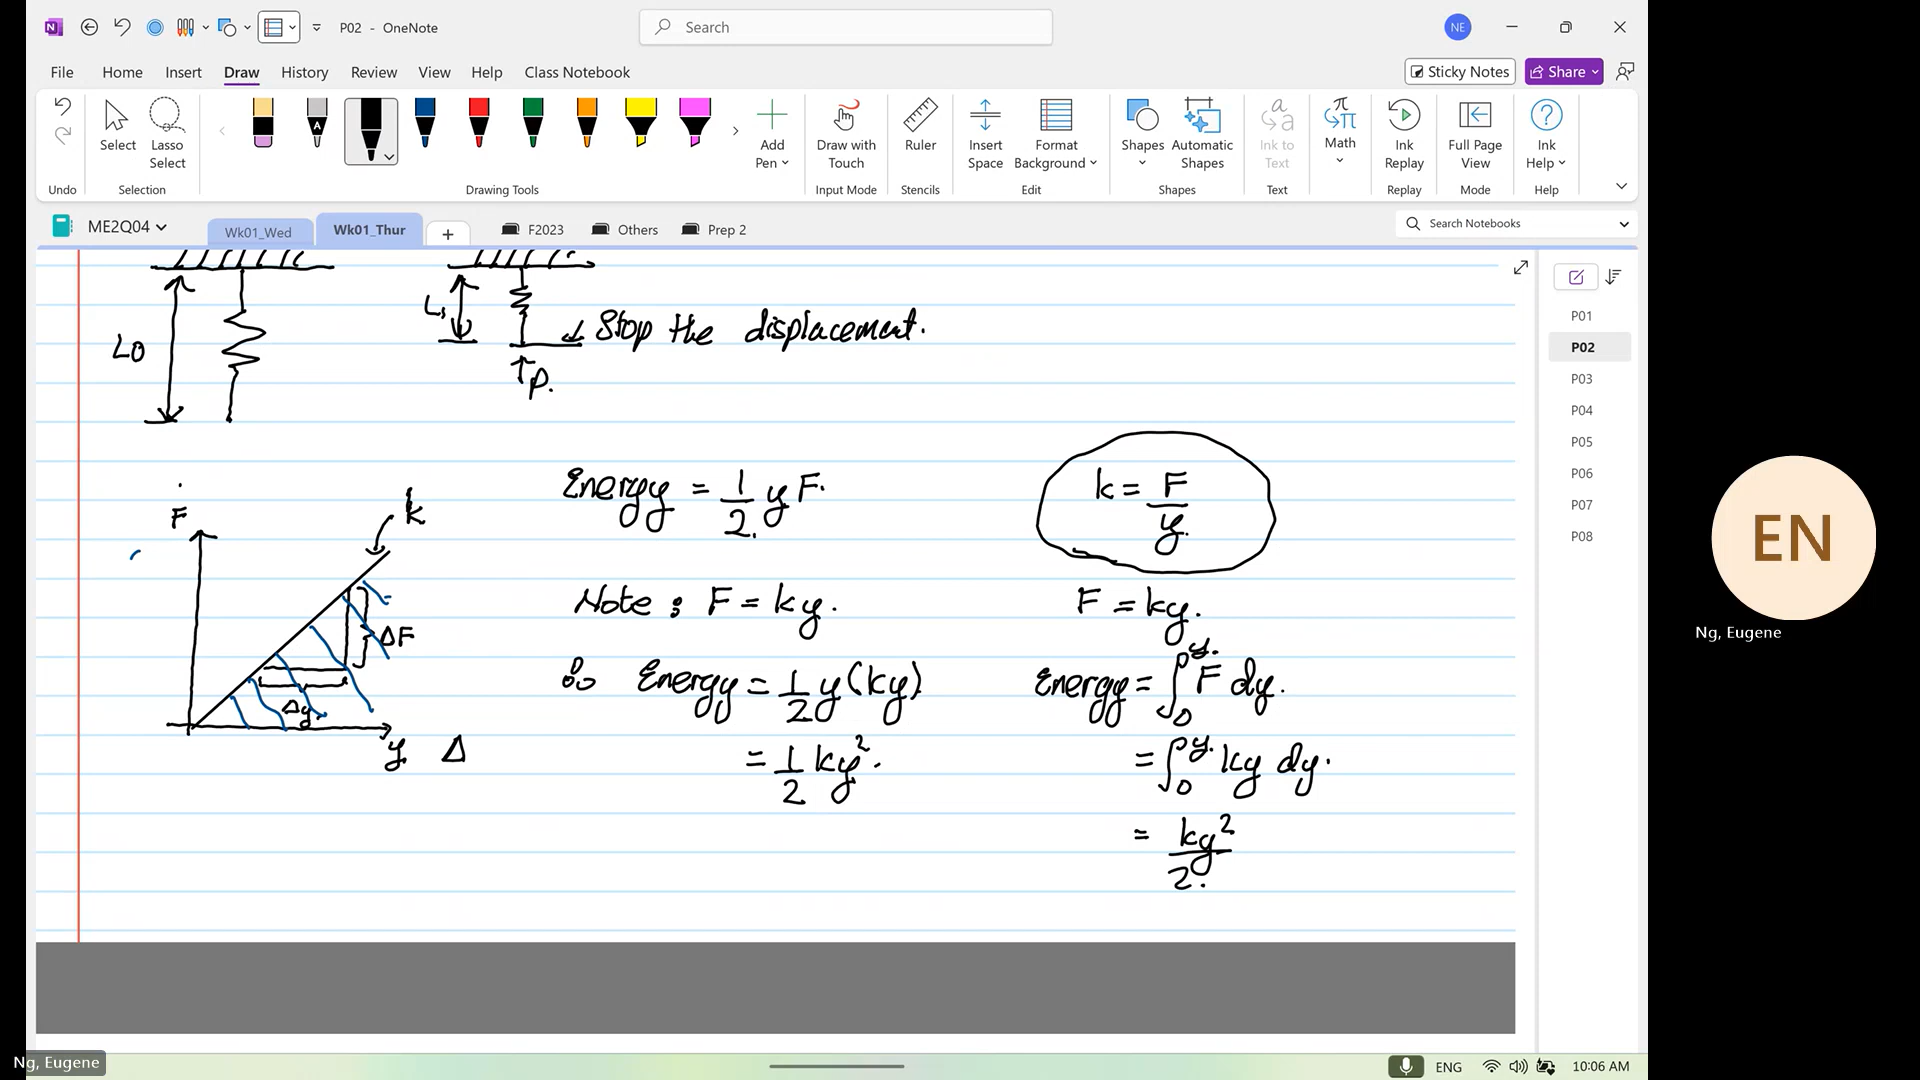 P02 - OneNote
Search
NE
File Home Insert Draw History Review View Help Class Notebook
Sticky Notes
Share
Select
Lasso Select
Add Pen
Draw with Touch
Ruler
Insert Space
Format Background
Shapes
Automatic Shapes
Ink to Text
Math
Ink Replay
Full Page View
Ink Help
Undo Selection Drawing Tools Input Mode Stencils Edit Shapes Text Replay Mode Help
ME2Q04
Wk01_Wed Wk01_Thur + F2023 Others Prep 2
Search Notebooks
P01
P02
P03
P04
P05
P06
P07
P08
L0
L1
Stop the displacement.
↑P.
F
k
ΔF
Δy
y Δ
Energy = 1/2 y F.
Note : F = ky.
∴ Energy = 1/2 y (ky)
= 1/2 ky².
k = F/y.
F = ky.
Energy = ∫₀^y F dy.
= ∫₀^y ky dy.
= ky²/2.
EN
Ng, Eugene
Ng, Eugene
ENG
10:06 AM